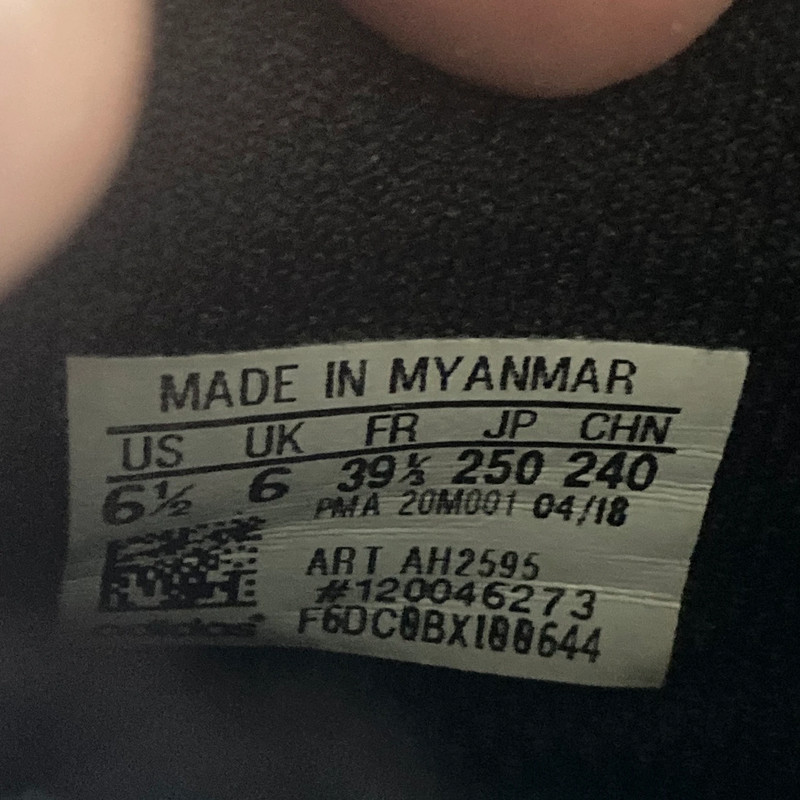 MADE IN MYANMAR
US UK FR JP CHN
6½ 6 39⅓ 250 240
PMA 20M001 04/18
ART AH2595
#120046273
F6DC0BX100644
adidas